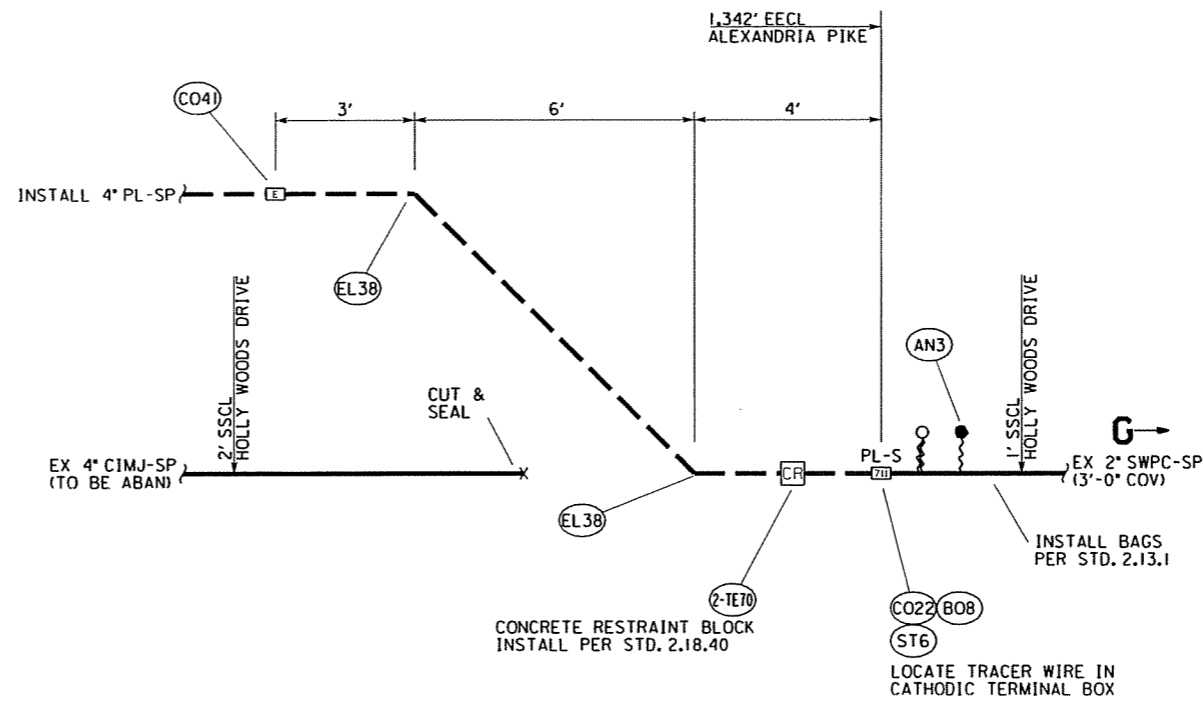 1,342' EECL
ALEXANDRIA PIKE
CO41
3'
6'
4'
INSTALL 4" PL-SP
E
EL38
2' SSCL
HOLLY WOODS DRIVE
CUT &
SEAL
AN3
1' SSCL
HOLLY WOODS DRIVE
G
EX 4" CIMJ-SP
(TO BE ABAN)
PL-S
CR
711
EX 2" SWPC-SP
(3'-0" COV)
EL38
INSTALL BAGS
PER STD. 2.13.1
2-TE70
CONCRETE RESTRAINT BLOCK
INSTALL PER STD. 2.18.40
CO22
BO8
ST6
LOCATE TRACER WIRE IN
CATHODIC TERMINAL BOX